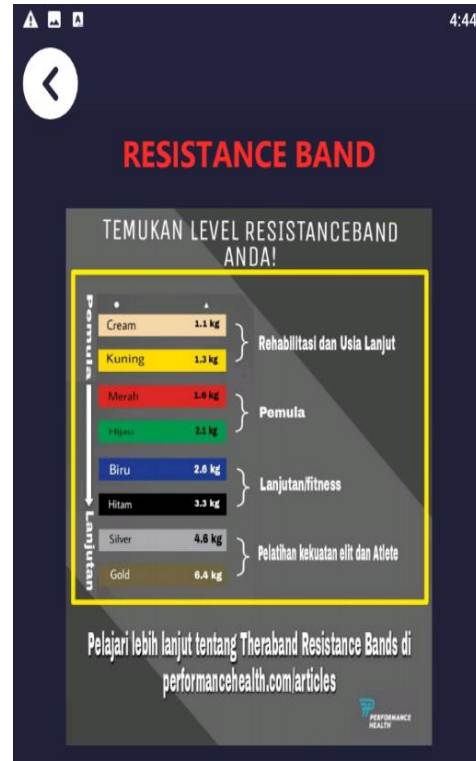 4:44
RESISTANCE BAND
TEMUKAN LEVEL RESISTANCEBAND
ANDA!
Pemula
Lanjutan
Cream 1.1 kg
Kuning 1.3 kg
Rehabilitasi dan Usia Lanjut
Merah 1.6 kg
Hijau 2.1 kg
Pemula
Biru 2.6 kg
Hitam 3.3 kg
Lanjutan/fitness
Silver 4.6 kg
Gold 6.4 kg
Pelatihan kekuatan elit dan Atlete
Pelajari lebih lanjut tentang Theraband Resistance Bands di
performancehealth.com/articles
PERFORMANCE
HEALTH